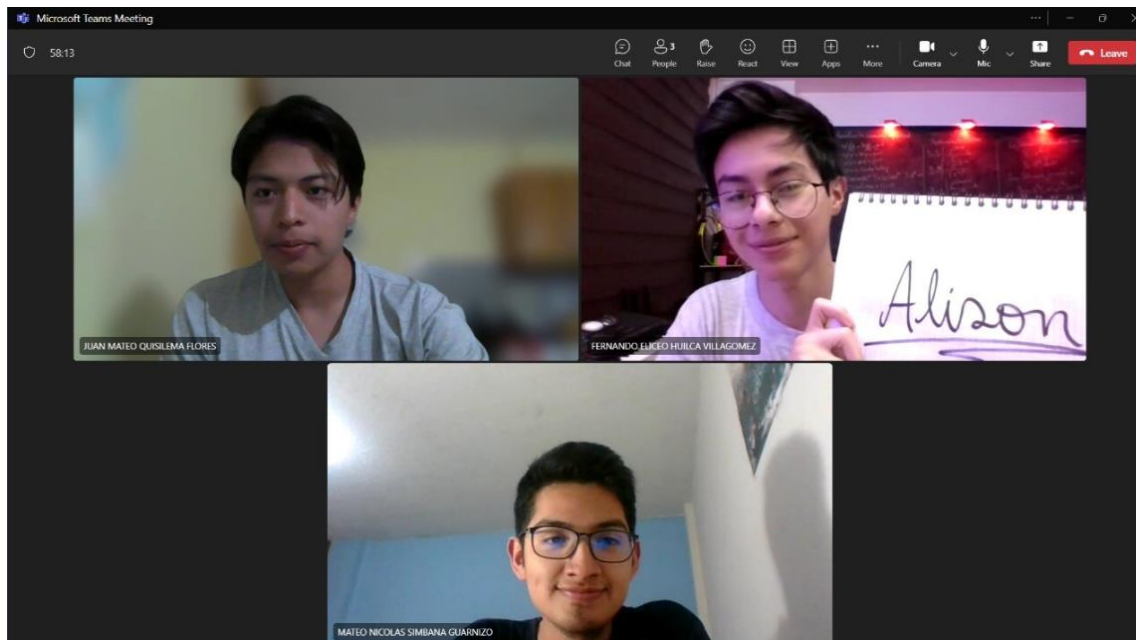 Microsoft Teams Meeting
58:13
3
Chat People Raise React View Apps More Camera Mic Share Leave
JUAN MATEO QUISILEMA FLORES
FERNANDO ELICEO HUILCA VILLAGOMEZ
Alison
MATEO NICOLAS SIMBANA GUARNIZO